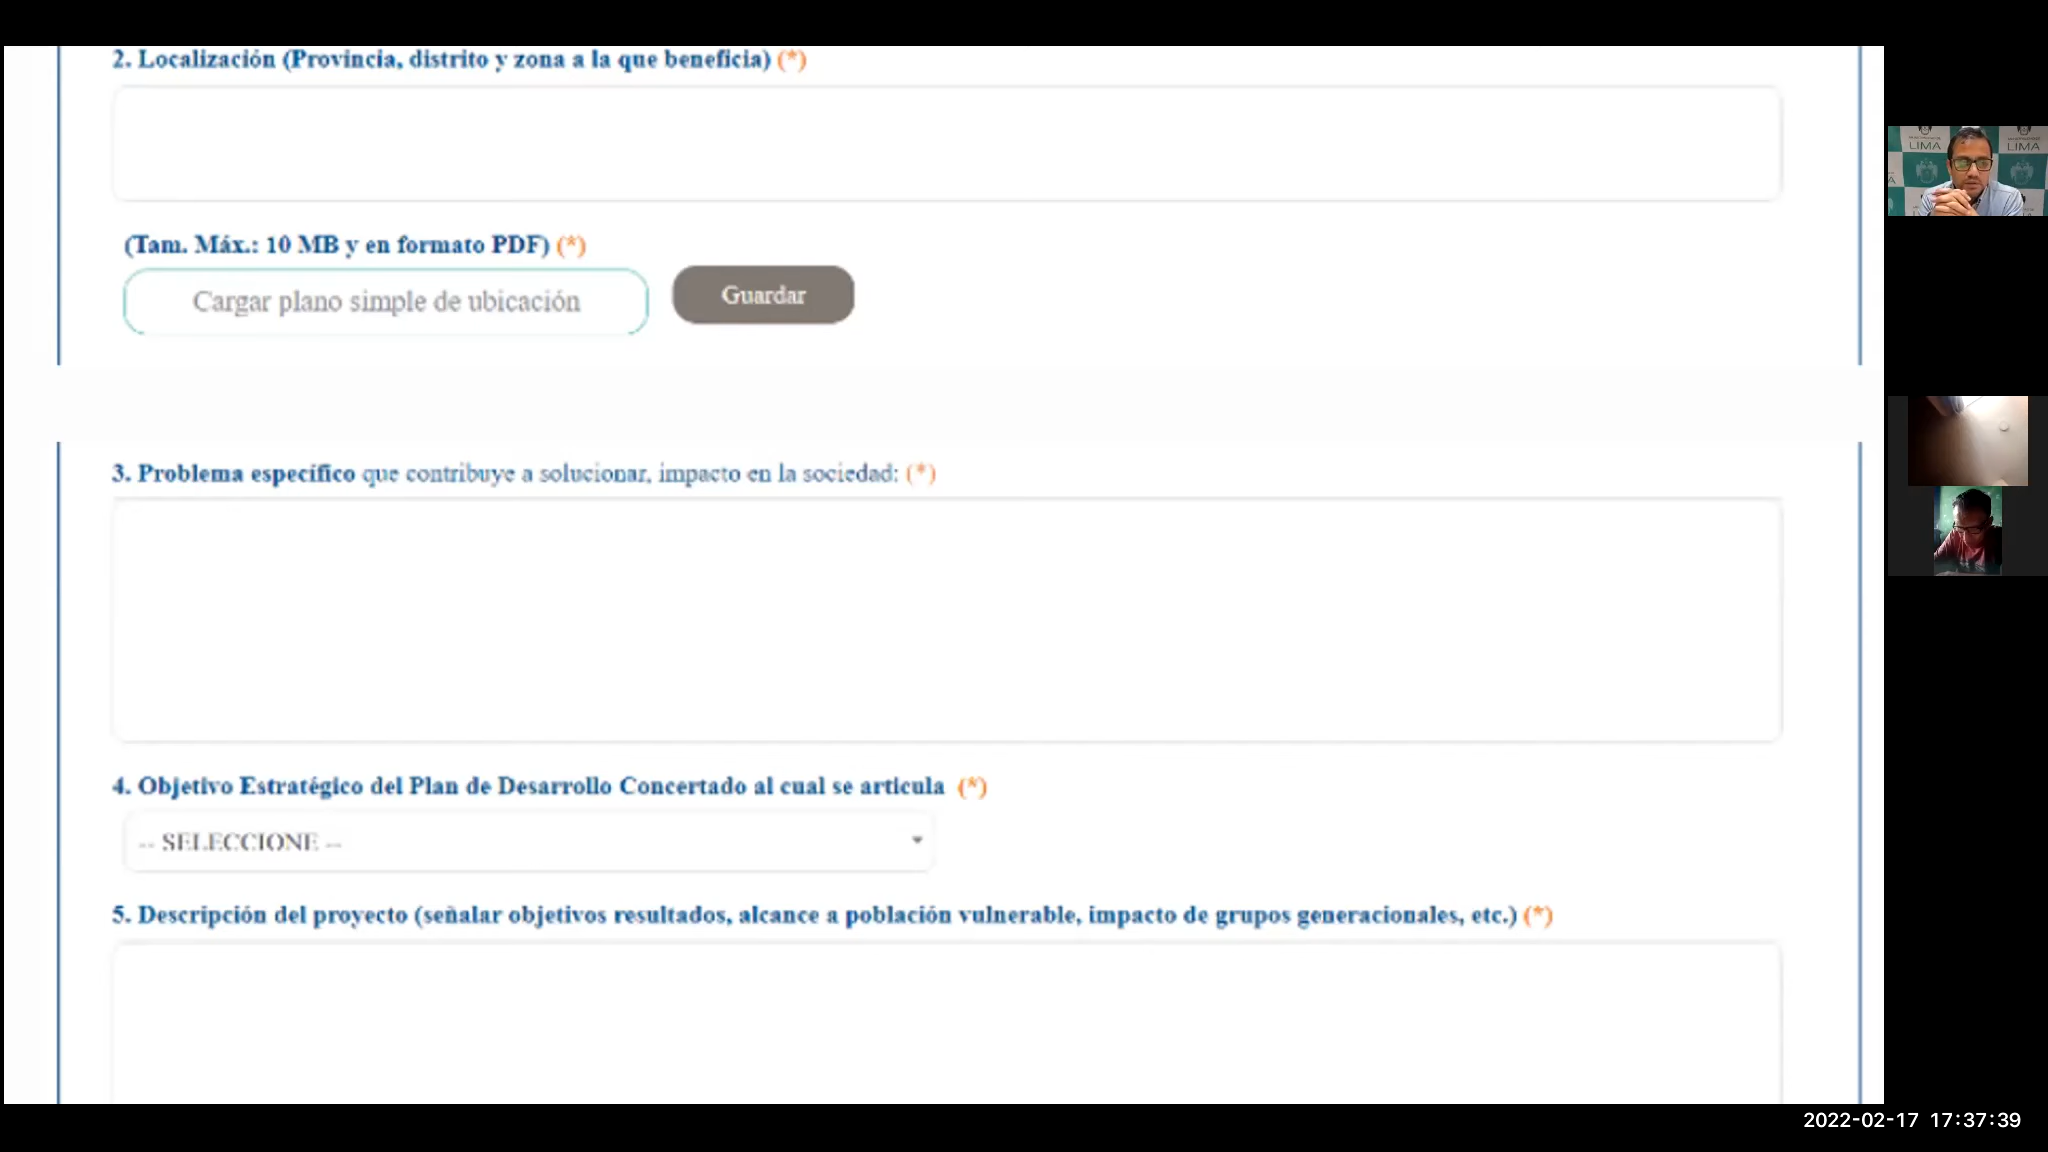 2. Localización (Provincia, distrito y zona a la que beneficia) (*)
(Tam. Máx.: 10 MB y en formato PDF) (*)
Cargar plano simple de ubicación
Guardar
3. Problema específico que contribuye a solucionar, impacto en la sociedad: (*)
4. Objetivo Estratégico del Plan de Desarrollo Concertado al cual se articula (*)
-- SELECCIONE --
5. Descripción del proyecto (señalar objetivos resultados, alcance a población vulnerable, impacto de grupos generacionales, etc.) (*)
LIMA
LIMA
2022-02-17 17:37:39